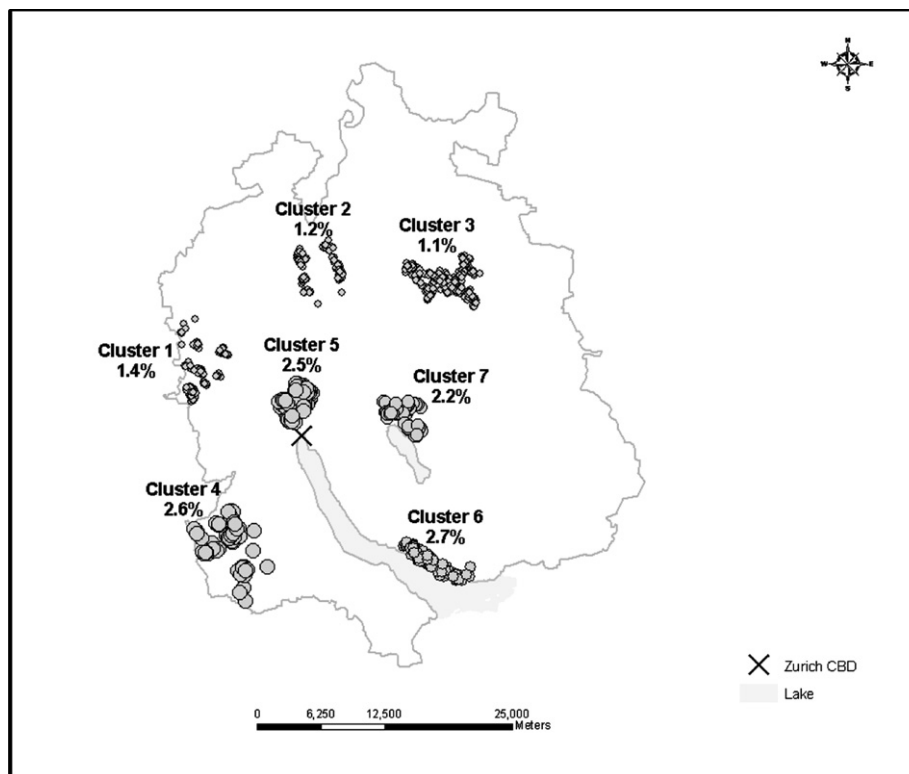 N
W E
S
Cluster 2
1.2%
Cluster 3
1.1%
Cluster 1
1.4%
Cluster 5
2.5%
Cluster 7
2.2%
Cluster 4
2.6%
Cluster 6
2.7%
Zurich CBD
Lake
0 6,250 12,500 25,000
Meters